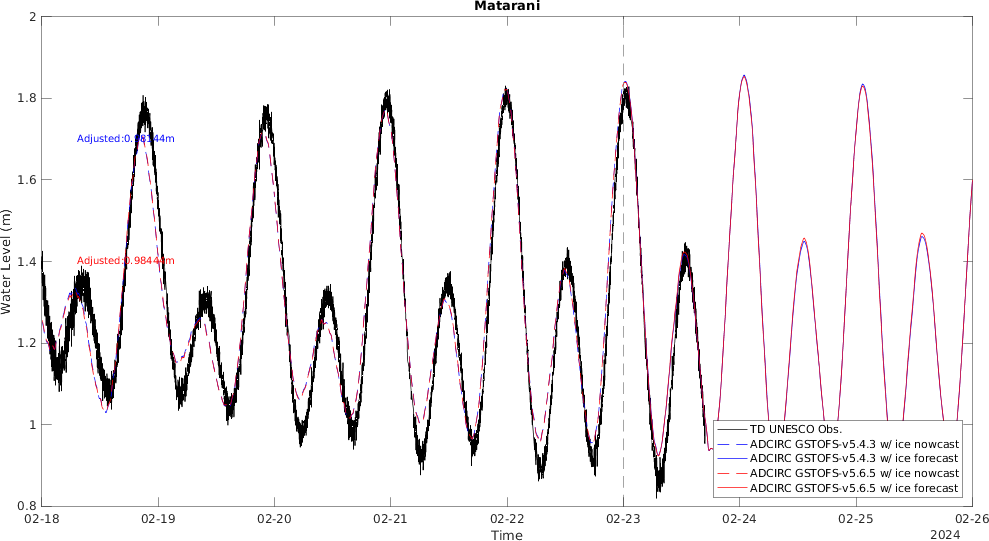 Matarani
2
1.8
1.6
1.4
1.2
1
0.8
Water Level (m)
Adjusted:0.98144m
Adjusted:0.9844m
02-18
02-19
02-20
02-21
02-22
02-23
02-24
02-25
02-26
Time
2024
TD UNESCO Obs.
ADCIRC GSTOFS-v5.4.3 w/ ice nowcast
ADCIRC GSTOFS-v5.4.3 w/ ice forecast
ADCIRC GSTOFS-v5.6.5 w/ ice nowcast
ADCIRC GSTOFS-v5.6.5 w/ ice forecast